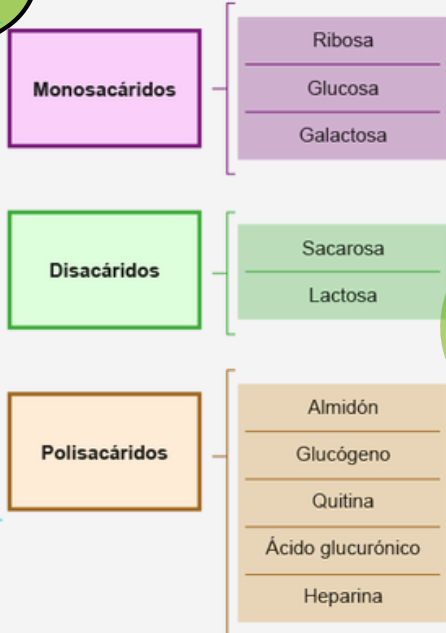 Monosacáridos
Ribosa
Glucosa
Galactosa
Disacáridos
Sacarosa
Lactosa
Polisacáridos
Almidón
Glucógeno
Quitina
Ácido glucurónico
Heparina